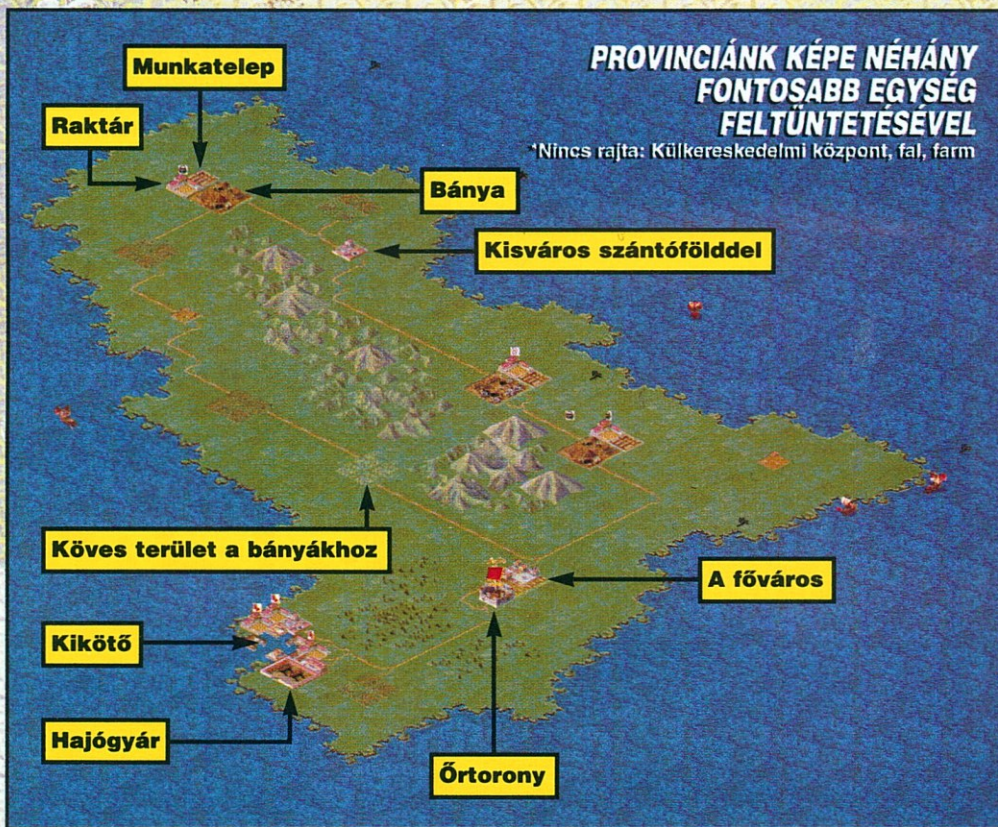 PROVINCIÁNK KÉPE NÉHÁNY
FONTOSABB EGYSÉG
FELTÜNTETÉSÉVEL
*Nincs rajta: Külkereskedelmi központ, fal, farm
Munkatelep
Raktár
Bánya
Kisváros szántófölddel
Köves terület a bányákhoz
A főváros
Kikötő
Hajógyár
Őrtorony